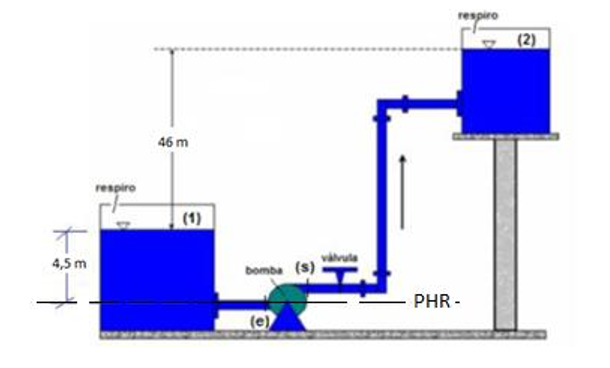 respiro
(2)
46 m
respiro
(1)
4,5 m
bomba
(s)
válvula
PHR -
(e)